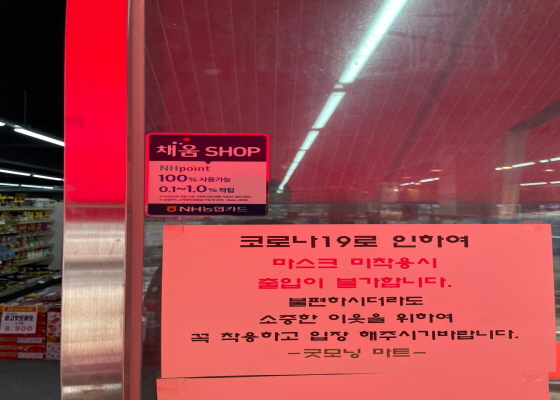 채움 SHOP
NHpoint
100% 사용가능
0.1~1.0% 적립
NH농협카드
코로나19로 인하여
마스크 미착용시
출입이 불가합니다.
불편하시더라도
소중한 이웃을 위하여
꼭 착용하고 입장 해주시기바랍니다.
-굿모닝 마트-
8,900